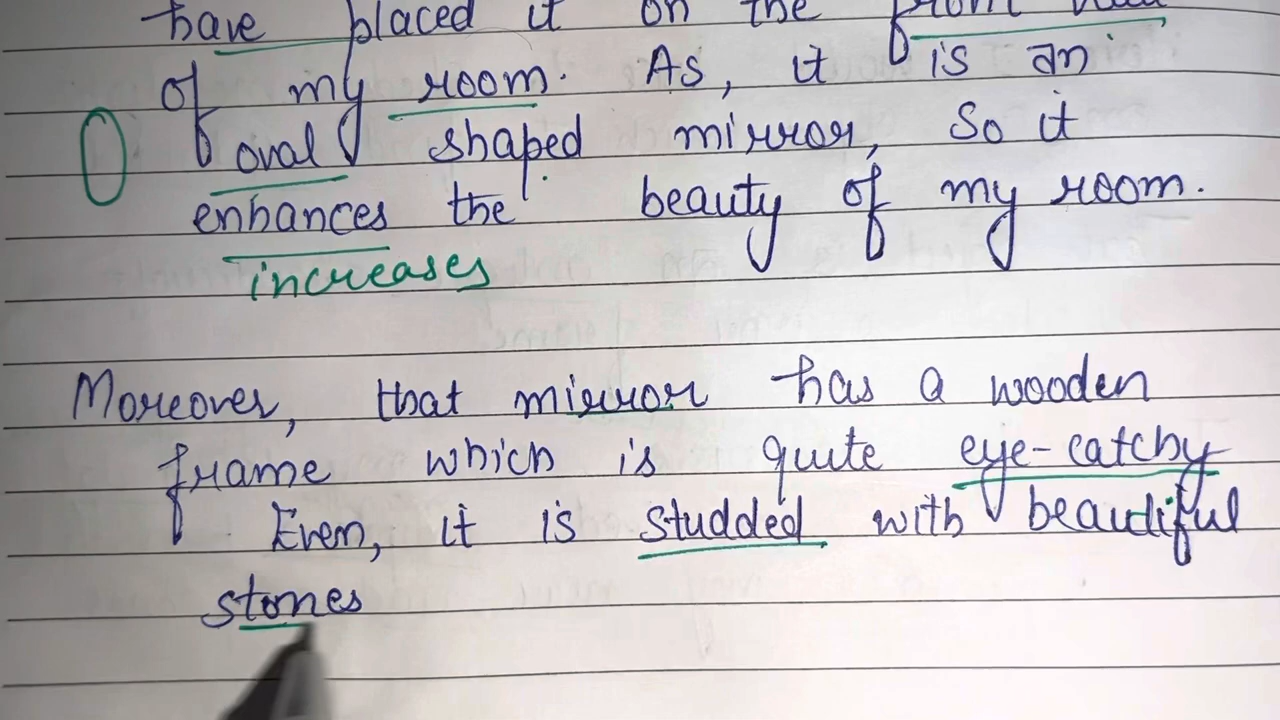 have placed it on the front wall
of my room. As, it is an
oval shaped mirror, so it
enhances the beauty of my room.
increases
Moreover, that mirror has a wooden
frame which is quite eye-catchy
Even, it is studded with beautiful
stones